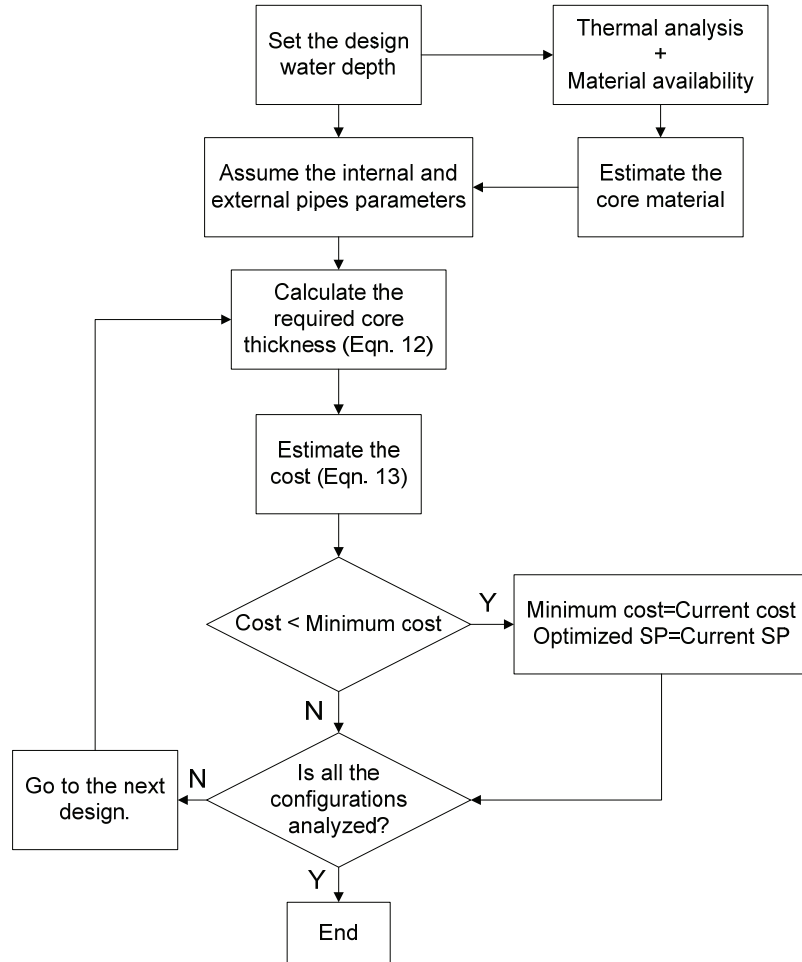 Set the design
water depth
Thermal analysis
+
Material availability
Assume the internal and
external pipes parameters
Estimate the
core material
Calculate the
required core
thickness (Eqn. 12)
Estimate the
cost (Eqn. 13)
Cost < Minimum cost
Y
Minimum cost=Current cost
Optimized SP=Current SP
N
Is all the
configurations
analyzed?
N
Go to the next
design.
Y
End